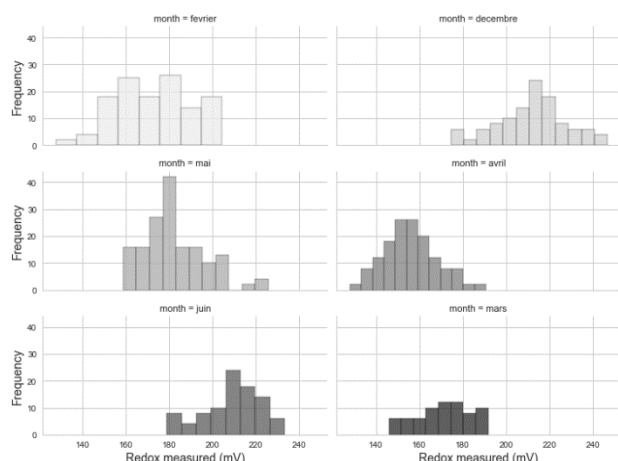 month = fevrier
month = decembre
Frequency
40
30
20
10
0
month = mai
month = avril
Frequency
40
30
20
10
0
month = juin
month = mars
Frequency
40
30
20
10
0
140 160 180 200 220 240
140 160 180 200 220 240
Redox measured (mV)
Redox measured (mV)